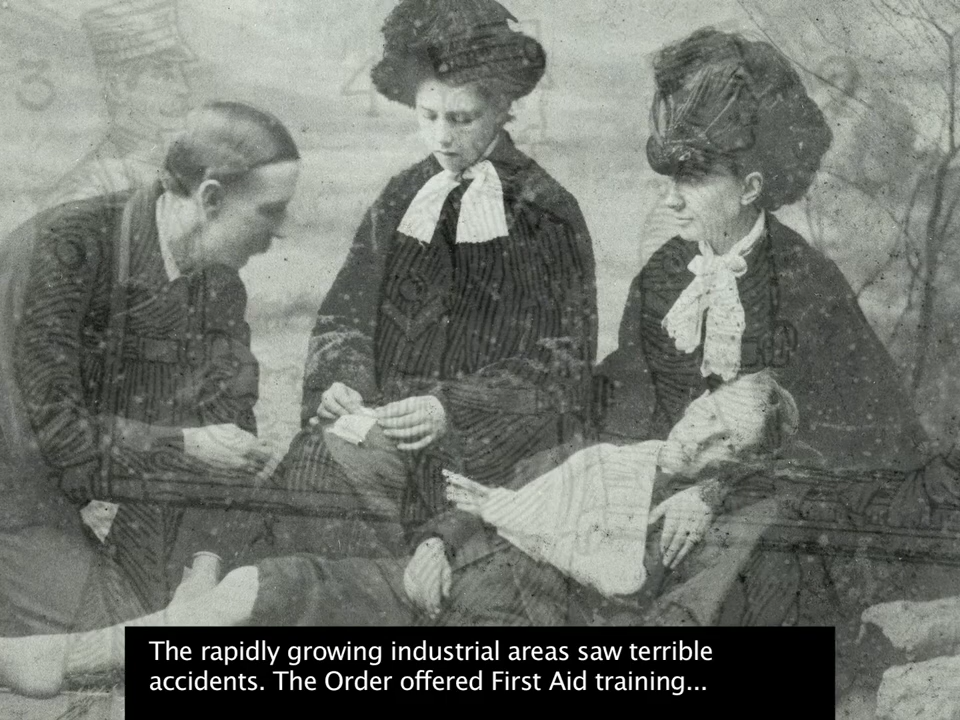 The rapidly growing industrial areas saw terrible
accidents. The Order offered First Aid training...